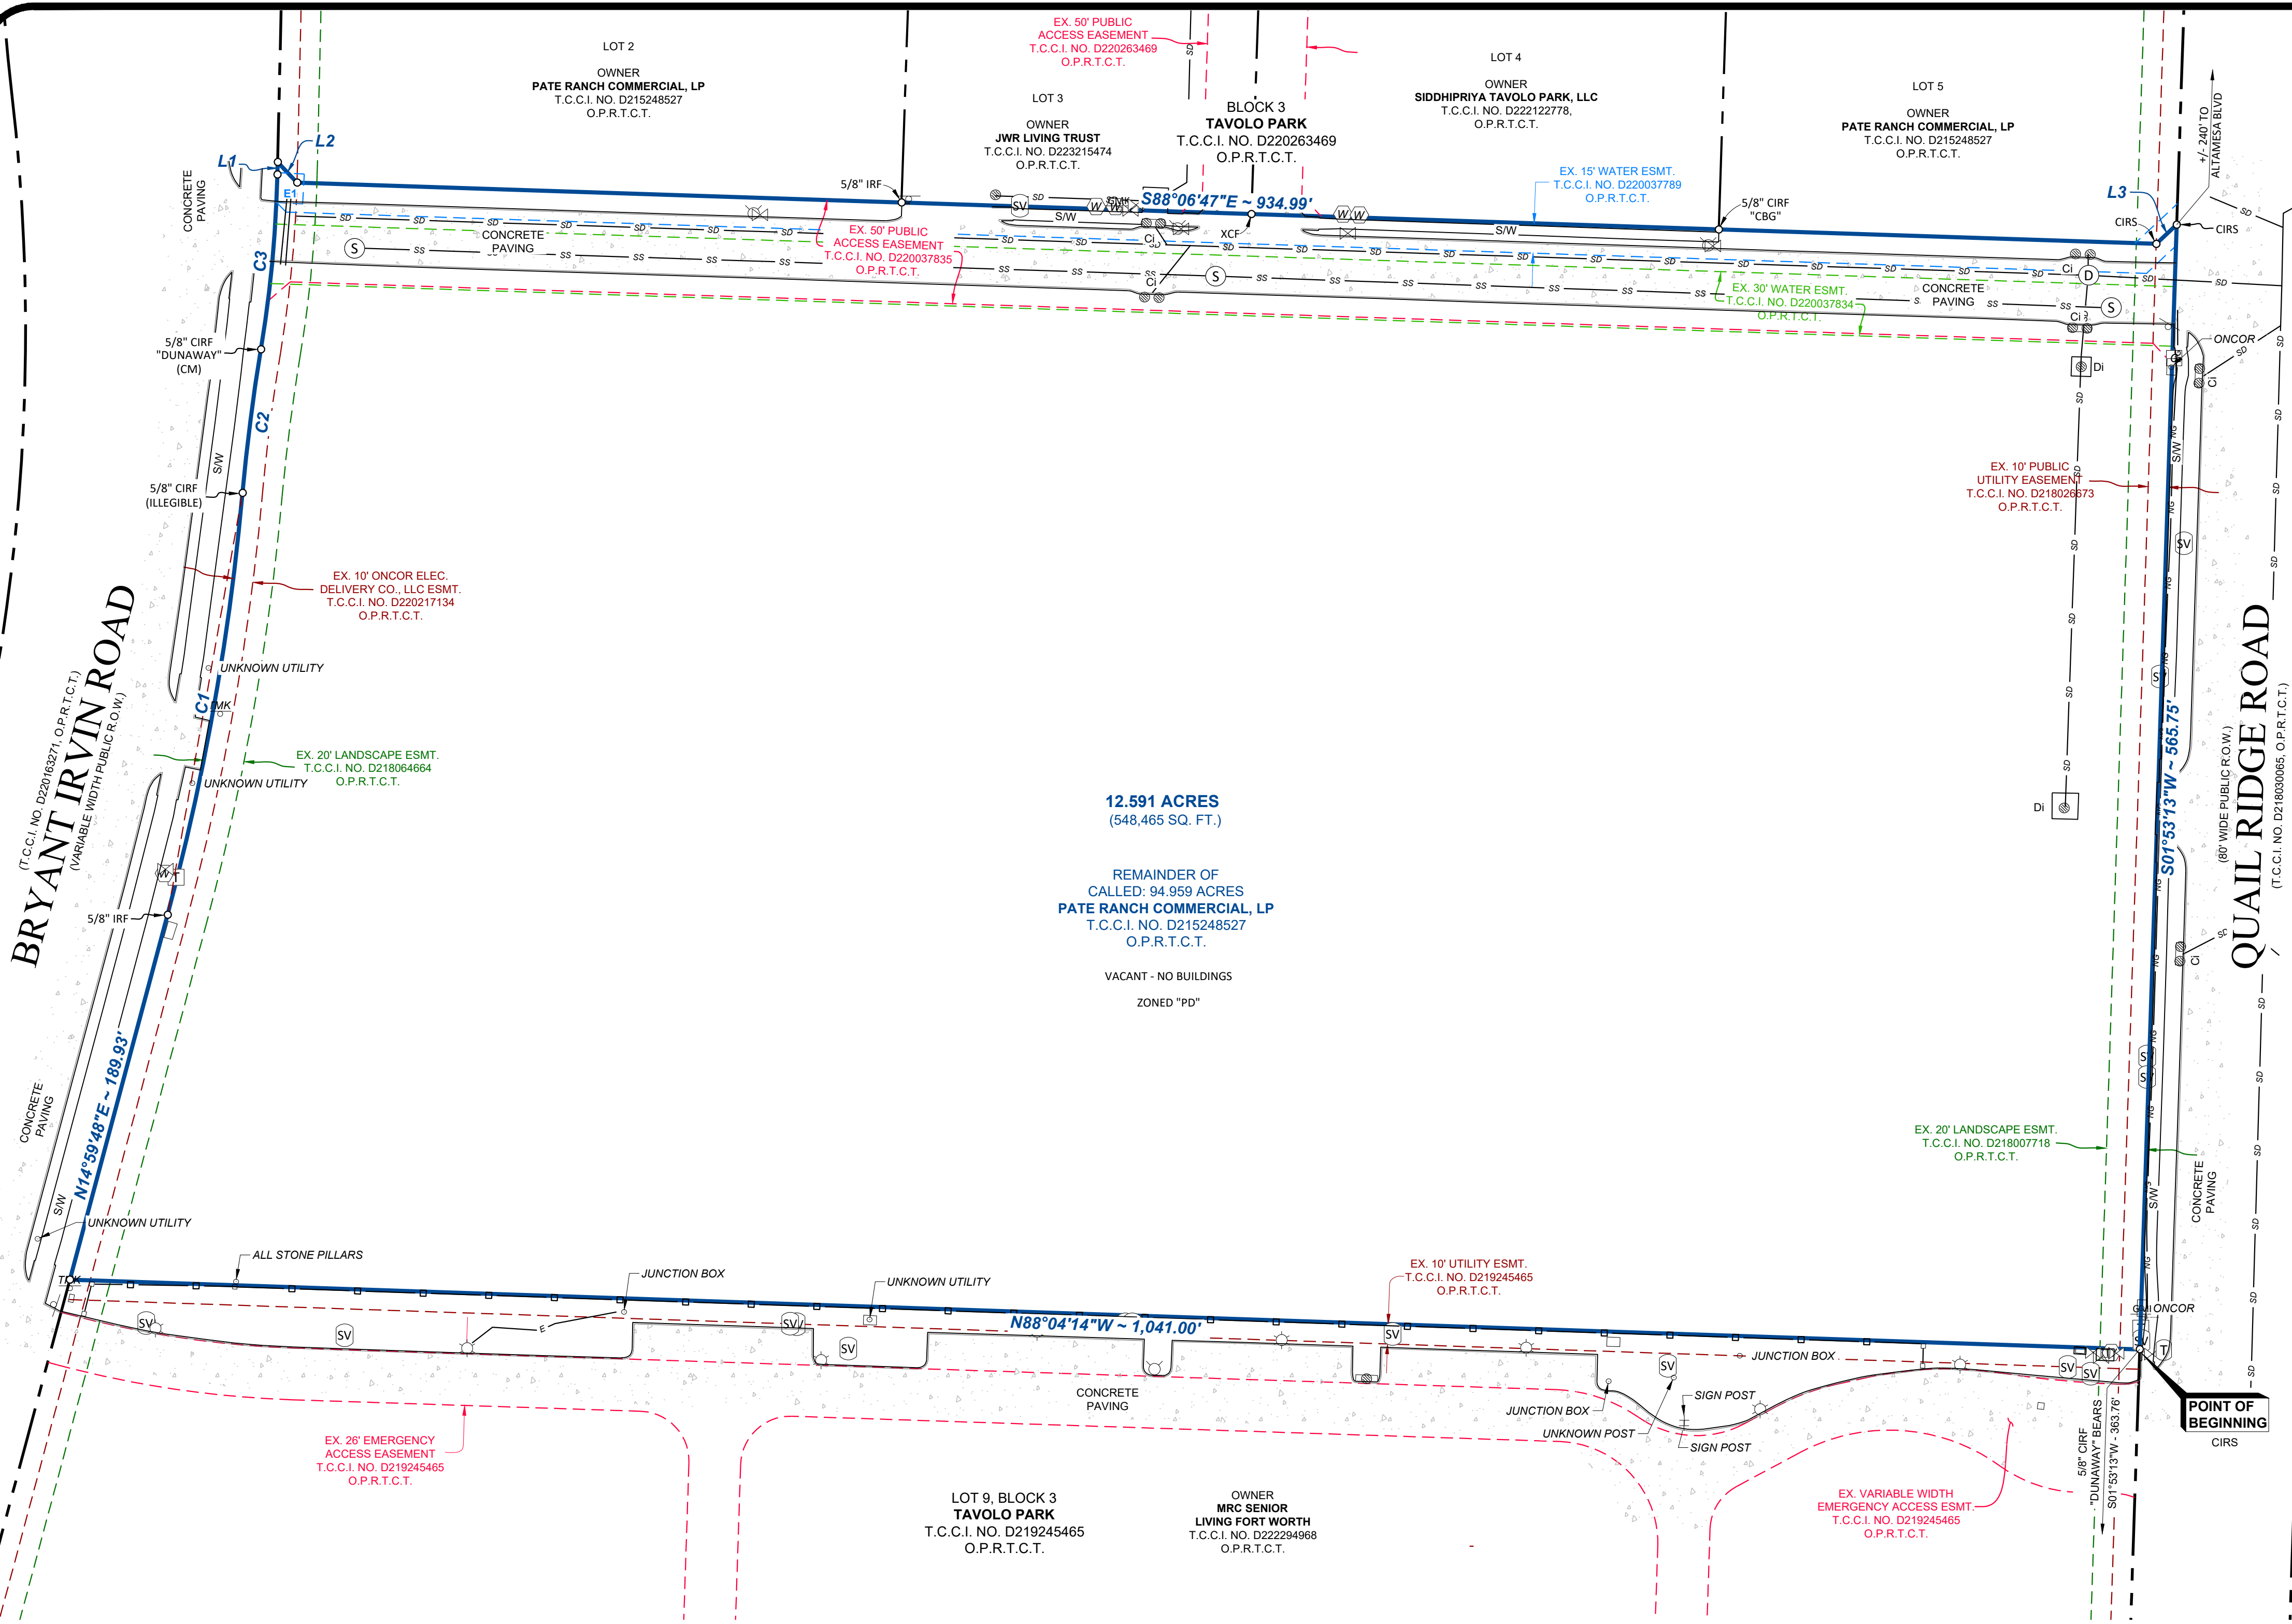 LOT 2
OWNER
PATE RANCH COMMERCIAL, LP
T.C.C.I. NO. D215248527
O.P.R.T.C.T.
EX. 50' PUBLIC
ACCESS EASEMENT
T.C.C.I. NO. D220263469
O.P.R.T.C.T.
LOT 3
OWNER
JWR LIVING TRUST
T.C.C.I. NO. D223215474
O.P.R.T.C.T.
BLOCK 3
TAVOLO PARK
T.C.C.I. NO. D220263469
O.P.R.T.C.T.
LOT 4
OWNER
SIDDHIPRIYA TAVOLO PARK, LLC
T.C.C.I. NO. D222122778,
O.P.R.T.C.T.
LOT 5
OWNER
PATE RANCH COMMERCIAL, LP
T.C.C.I. NO. D215248527
O.P.R.T.C.T.
+/- 240' TO
ALTAMESA BLVD
L1
L2
E1
L3
CIRS
CIRS
CONCRETE
PAVING
5/8" IRF
S88°06'47"E ~ 934.99'
XCF
S/W
S/W
EX. 15' WATER ESMT.
T.C.C.I. NO. D220037789
O.P.R.T.C.T.
5/8" CIRF
"CBG"
CONCRETE
PAVING
EX. 50' PUBLIC
ACCESS EASEMENT
T.C.C.I. NO. D220037835
O.P.R.T.C.T.
EX. 30' WATER ESMT.
T.C.C.I. NO. D220037834
O.P.R.T.C.T.
CONCRETE
PAVING
ONCOR
Ci
Ci
Ci
Ci
Ci
Di
C3
5/8" CIRF
"DUNAWAY"
(CM)
C2
S/W
5/8" CIRF
(ILLEGIBLE)
EX. 10' PUBLIC
UTILITY EASEMENT
T.C.C.I. NO. D218026673
O.P.R.T.C.T.
S/W
EX. 10' ONCOR ELEC.
DELIVERY CO., LLC ESMT.
T.C.C.I. NO. D220217134
O.P.R.T.C.T.
UNKNOWN UTILITY
C1
EX. 20' LANDSCAPE ESMT.
T.C.C.I. NO. D218064664
O.P.R.T.C.T.
UNKNOWN UTILITY
(T.C.C.I. NO. D220163271, O.P.R.T.C.T.)
BRYANT IRVIN ROAD
(VARIABLE WIDTH PUBLIC R.O.W.)
12.591 ACRES
(548,465 SQ. FT.)
REMAINDER OF
CALLED: 94.959 ACRES
PATE RANCH COMMERCIAL, LP
T.C.C.I. NO. D215248527
O.P.R.T.C.T.
VACANT - NO BUILDINGS
ZONED "PD"
Di
S01°53'13"W ~ 565.75'
(80' WIDE PUBLIC R.O.W.)
QUAIL RIDGE ROAD
(T.C.C.I. NO. D218030065, O.P.R.T.C.T.)
Ci
5/8" IRF
N14°59'48"E ~ 189.93'
CONCRETE
PAVING
S/W
UNKNOWN UTILITY
EX. 20' LANDSCAPE ESMT.
T.C.C.I. NO. D218007718
O.P.R.T.C.T.
CONCRETE
PAVING
S/W
ALL STONE PILLARS
JUNCTION BOX
UNKNOWN UTILITY
EX. 10' UTILITY ESMT.
T.C.C.I. NO. D219245465
O.P.R.T.C.T.
ONCOR
N88°04'14"W ~ 1,041.00'
JUNCTION BOX
CONCRETE
PAVING
SIGN POST
JUNCTION BOX
UNKNOWN POST
SIGN POST
POINT OF
BEGINNING
CIRS
5/8" CIRF
"DUNAWAY" BEARS
S01°53'13"W - 363.76'
EX. 26' EMERGENCY
ACCESS EASEMENT
T.C.C.I. NO. D219245465
O.P.R.T.C.T.
LOT 9, BLOCK 3
TAVOLO PARK
T.C.C.I. NO. D219245465
O.P.R.T.C.T.
OWNER
MRC SENIOR
LIVING FORT WORTH
T.C.C.I. NO. D222294968
O.P.R.T.C.T.
EX. VARIABLE WIDTH
EMERGENCY ACCESS ESMT.
T.C.C.I. NO. D219245465
O.P.R.T.C.T.